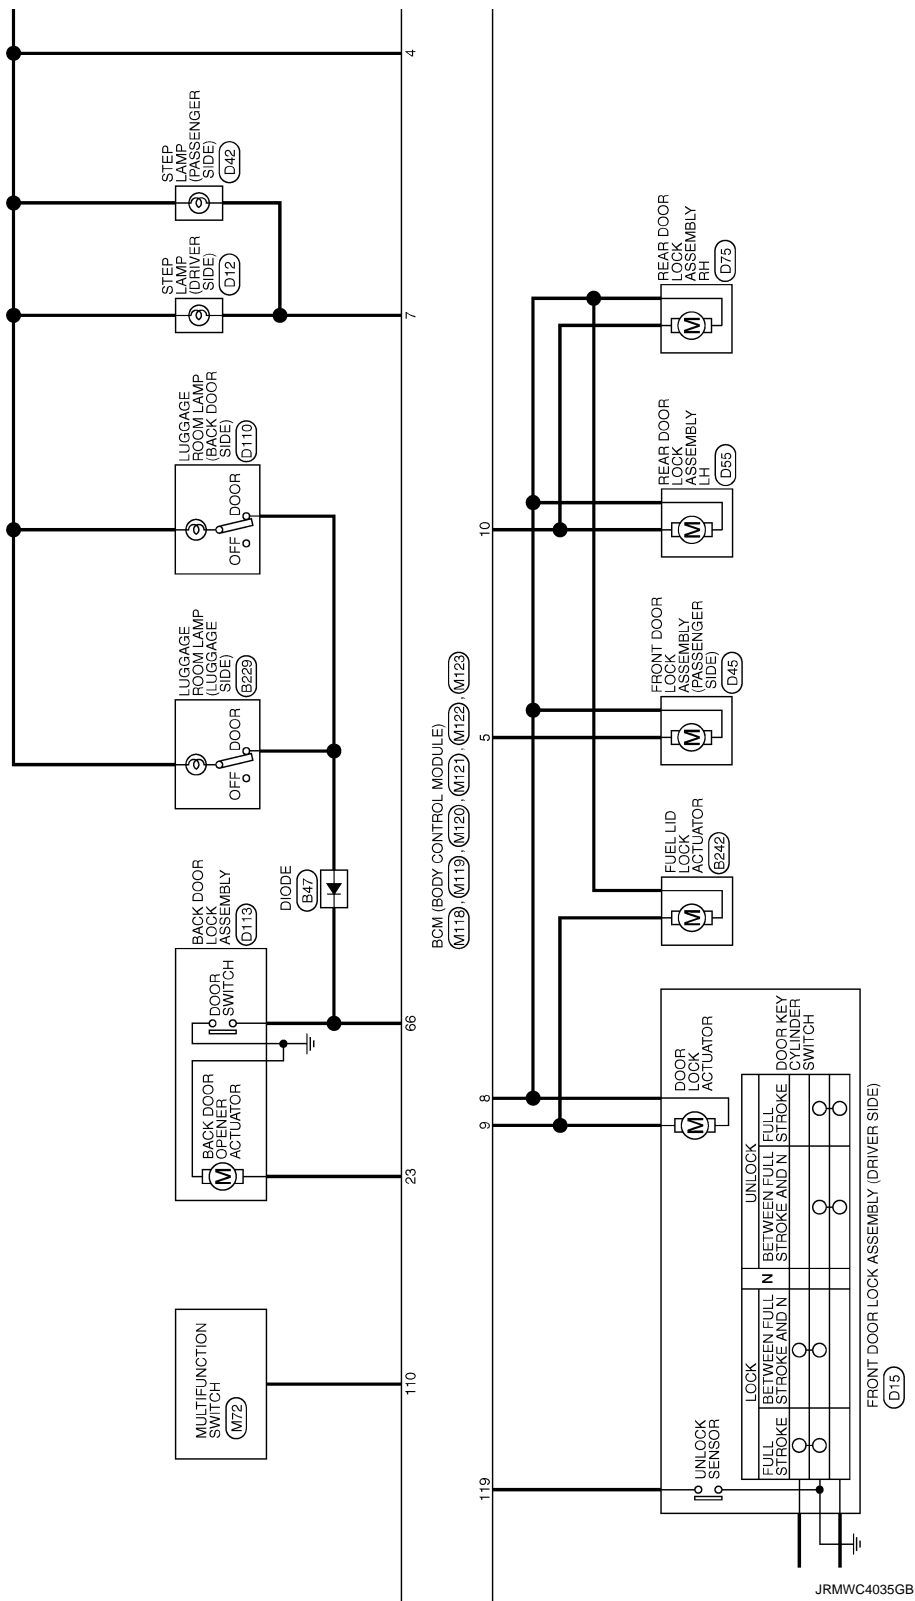 4
STEP
LAMP
(PASSENGER
SIDE)
D42
STEP
LAMP
(DRIVER
SIDE)
D12
7
LUGGAGE
ROOM LAMP
(BACK DOOR
SIDE)
D110
DOOR
OFF
LUGGAGE
ROOM LAMP
(LUGGAGE
SIDE)
B229
DOOR
OFF
DIODE
B47
BACK DOOR
LOCK
ASSEMBLY
D113
DOOR
SWITCH
66
BACK DOOR
OPENER
ACTUATOR
M
23
MULTIFUNCTION
SWITCH
M72
110
BCM (BODY CONTROL MODULE)
M118, M119, M120, M121, M122, M123
REAR DOOR
LOCK
ASSEMBLY
RH
D75
M
REAR DOOR
LOCK
ASSEMBLY
LH
D55
M
10
FRONT DOOR
LOCK
ASSEMBLY
(PASSENGER
SIDE)
D45
M
5
FUEL LID
LOCK
ACTUATOR
B242
M
8
9
DOOR
LOCK
ACTUATOR
M
DOOR KEY
CYLINDER
SWITCH
LOCK
N
UNLOCK
FULL
STROKE
BETWEEN FULL
STROKE AND N
BETWEEN FULL
STROKE AND N
FULL
STROKE
UNLOCK
SENSOR
119
FRONT DOOR LOCK ASSEMBLY (DRIVER SIDE)
D15
JRMWC4035GB